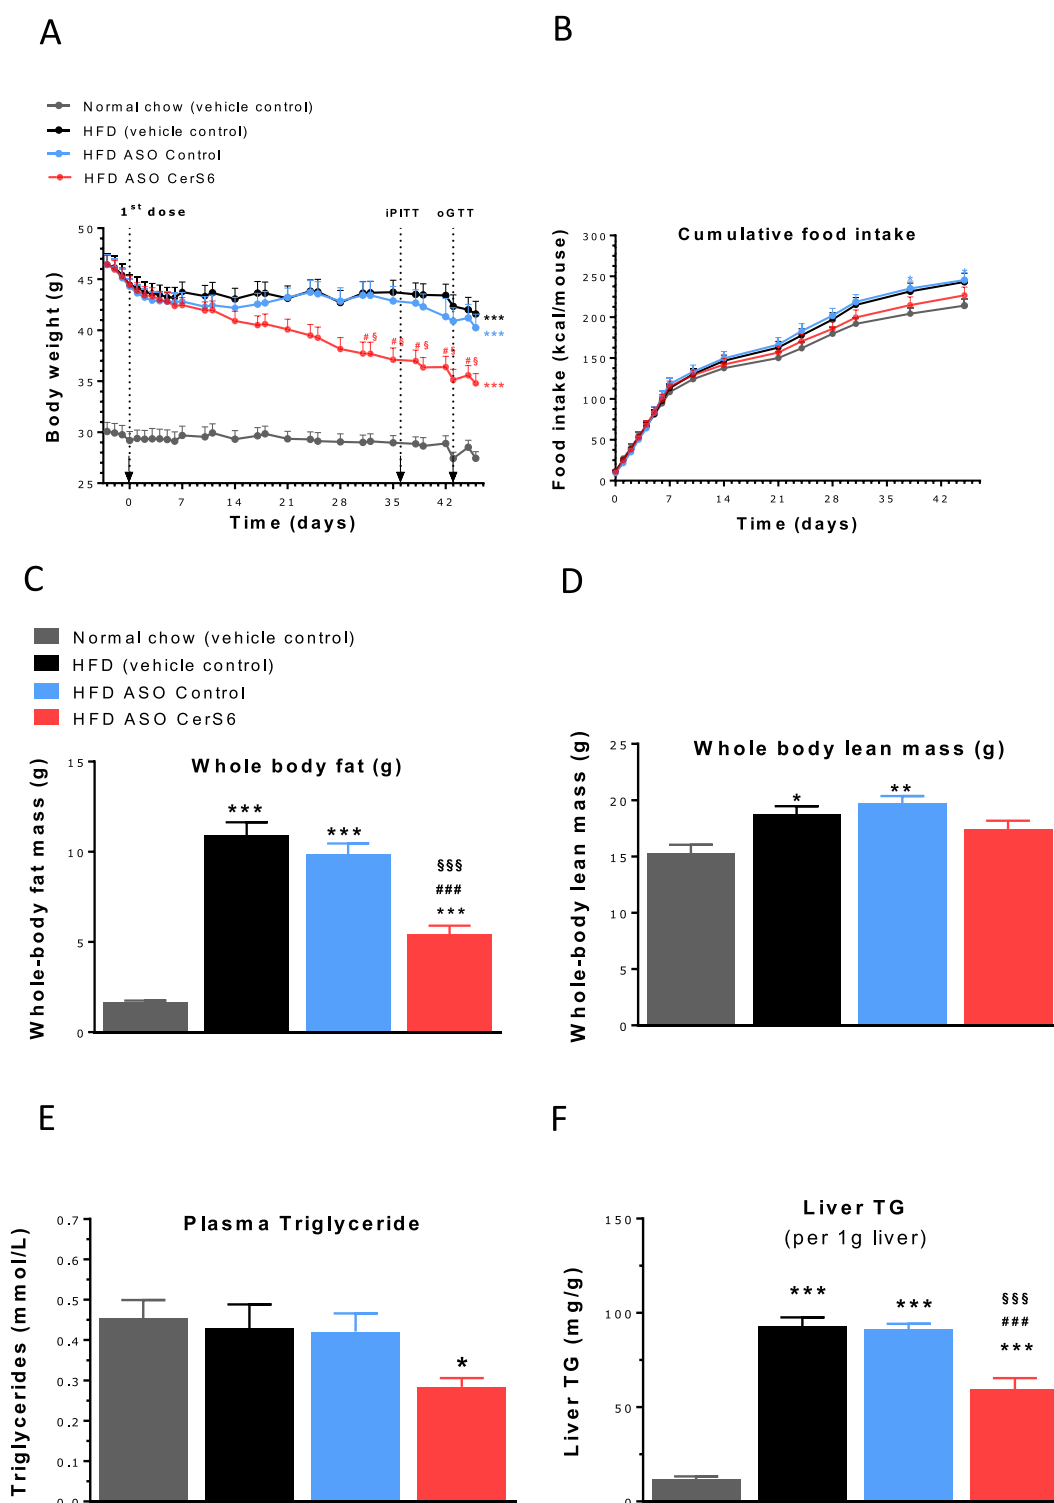 A
B
Normal chow (vehicle control)
HFD (vehicle control)
HFD ASO Control
HFD ASO CerS6
1st dose
iPITT
oGTT
50
45
40
35
30
25
Body weight (g)
# §
# §
# §
# §
# §
***
***
***
0
7
14
21
28
35
42
Time (days)
Cumulative food intake
300
250
200
150
100
50
0
Food intake (kcal/mouse)
*
*
0
7
14
21
28
35
42
Time (days)
C
D
Normal chow (vehicle control)
HFD (vehicle control)
HFD ASO Control
HFD ASO CerS6
Whole body fat (g)
15
10
5
0
Whole-body fat mass (g)
***
***
§§§
###
***
Whole body lean mass (g)
25
20
15
10
5
0
Whole-body lean mass (g)
*
**
E
F
Plasma Triglyceride
0.7
0.6
0.5
0.4
0.3
0.2
0.1
0.0
Triglycerides (mmol/L)
*
Liver TG
(per 1g liver)
150
100
50
0
Liver TG (mg/g)
***
***
§§§
###
***